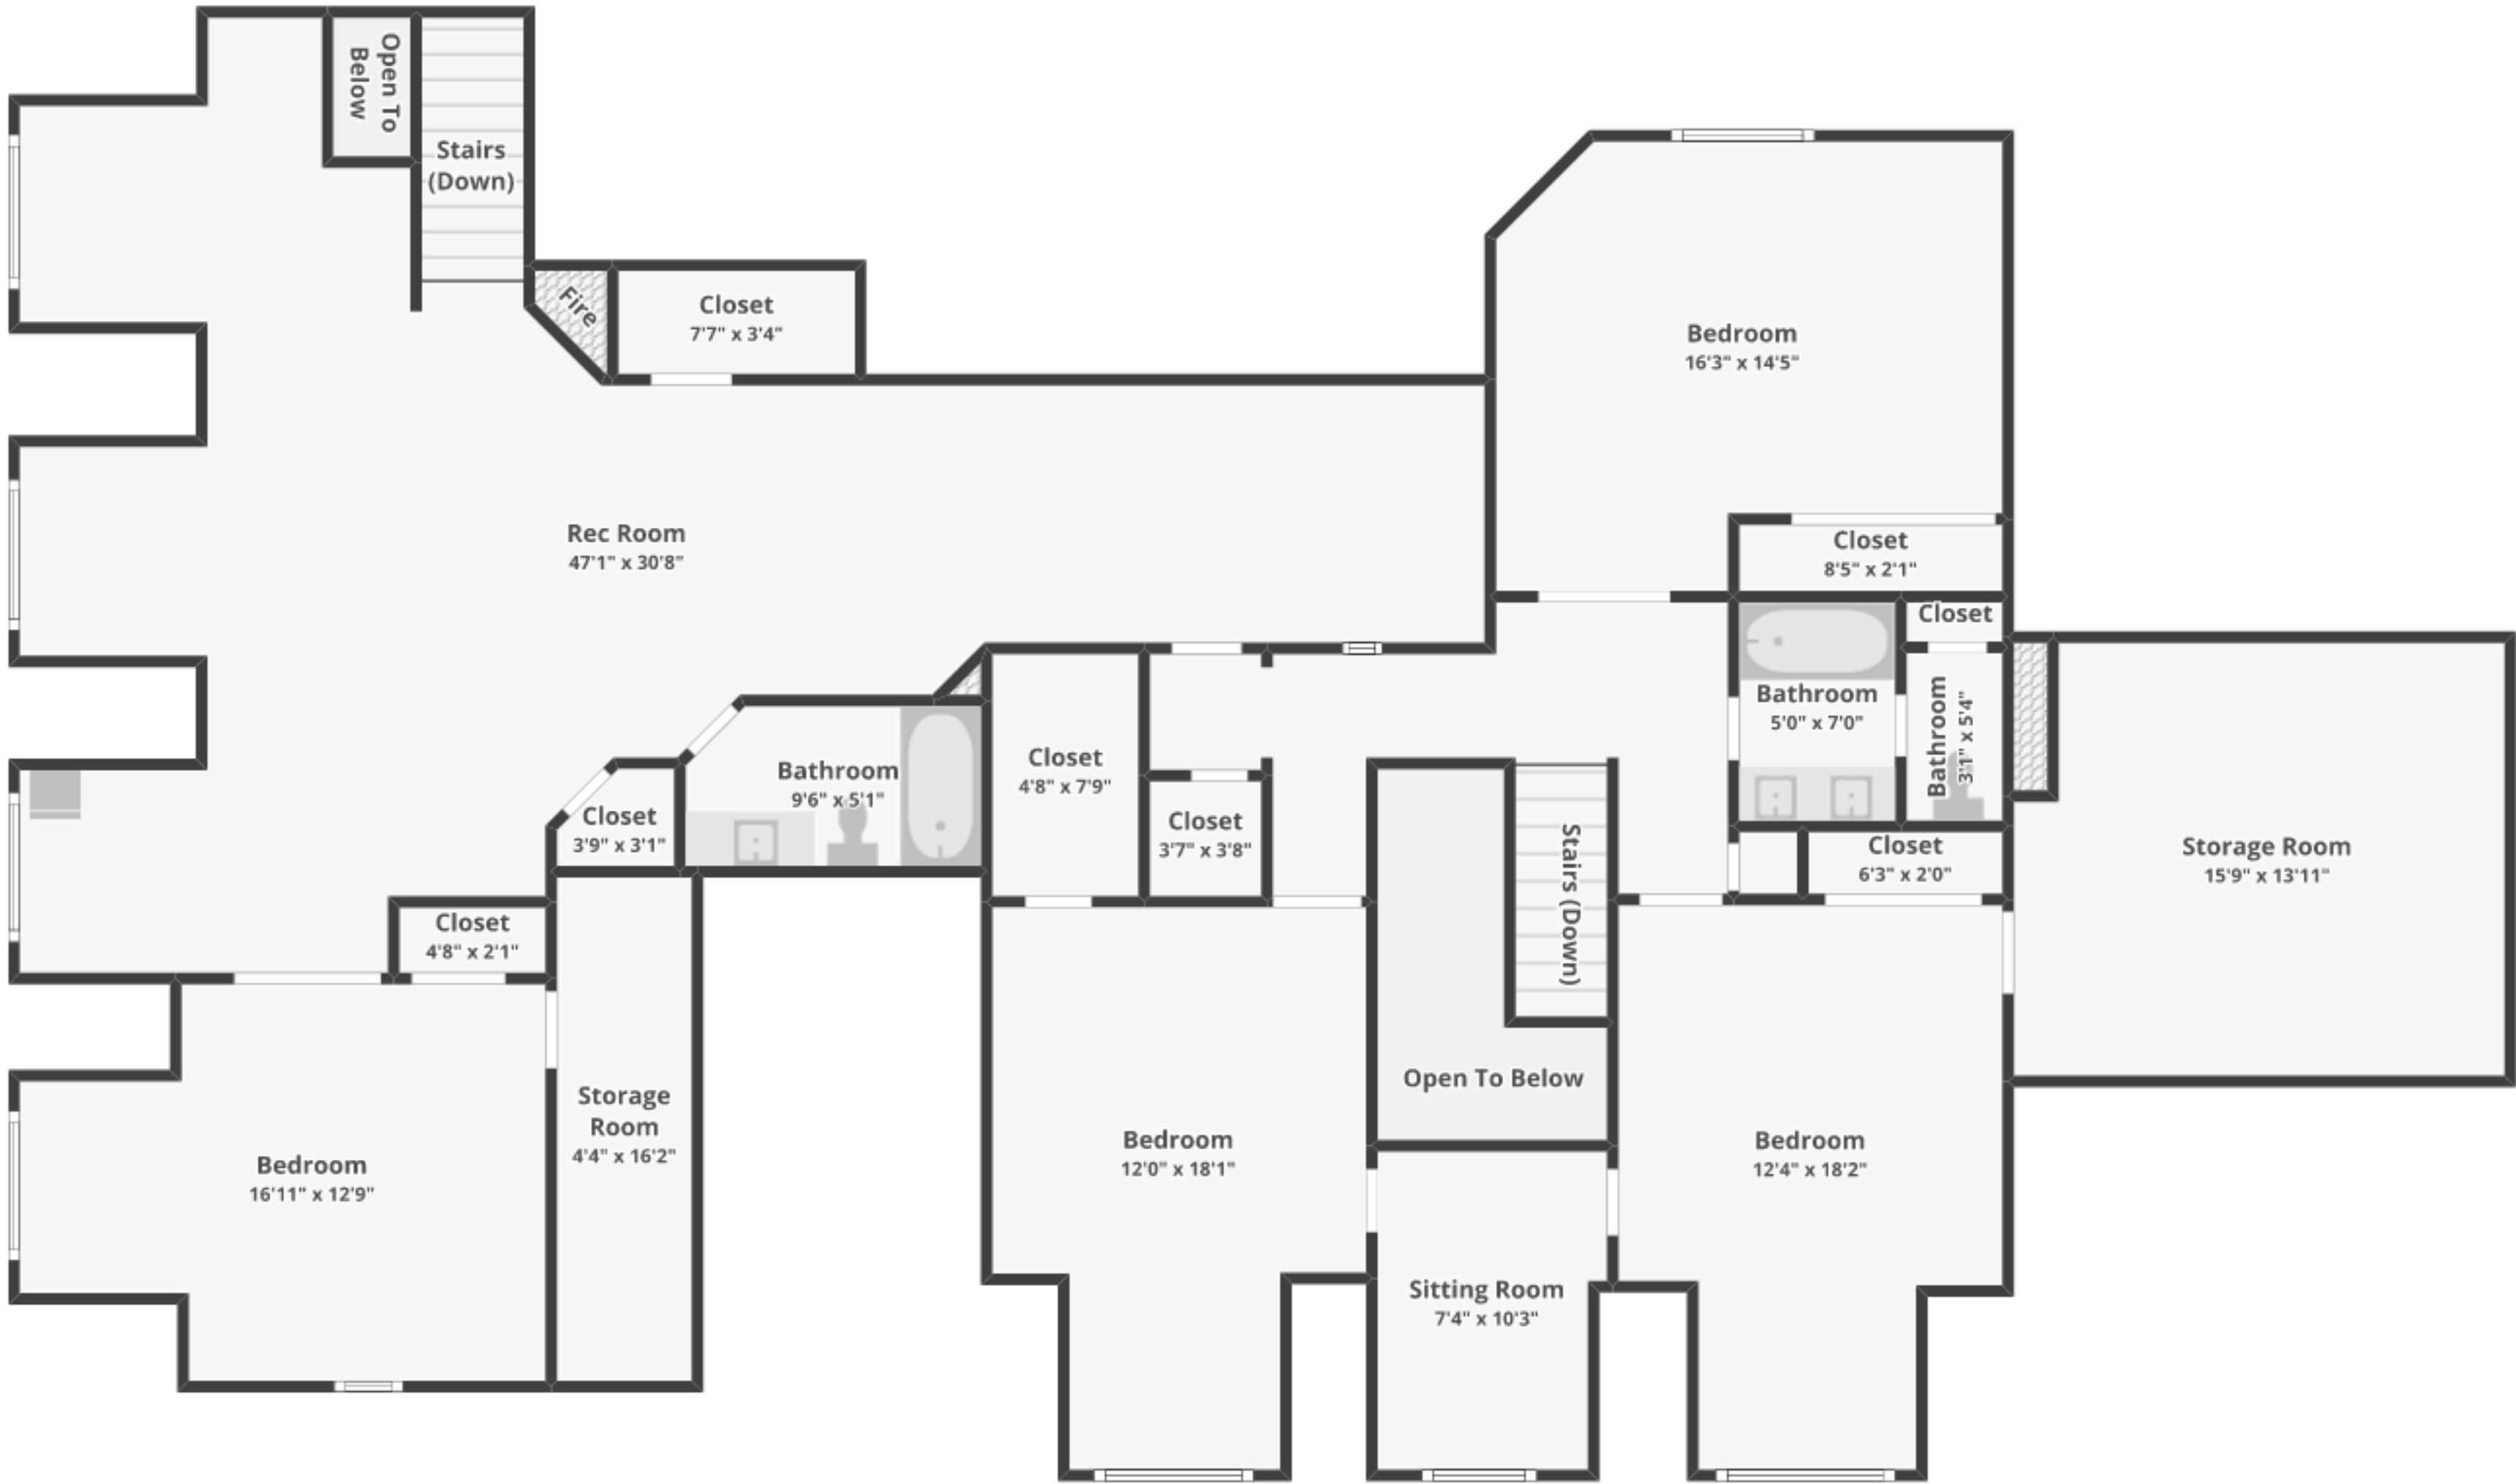 Open To
Below
Stairs
(Down)
Fire
Closet
7'7" x 3'4"
Bedroom
16'3" x 14'5"
Rec Room
47'1" x 30'8"
Closet
8'5" x 2'1"
Closet
Bathroom
5'0" x 7'0"
Bathroom
3'1" x 5'4"
Closet
4'8" x 7'9"
Bathroom
9'6" x 5'1"
Closet
3'9" x 3'1"
Closet
3'7" x 3'8"
Stairs (Down)
Closet
6'3" x 2'0"
Storage Room
15'9" x 13'11"
Closet
4'8" x 2'1"
Open To Below
Storage
Room
4'4" x 16'2"
Bedroom
16'11" x 12'9"
Bedroom
12'0" x 18'1"
Bedroom
12'4" x 18'2"
Sitting Room
7'4" x 10'3"